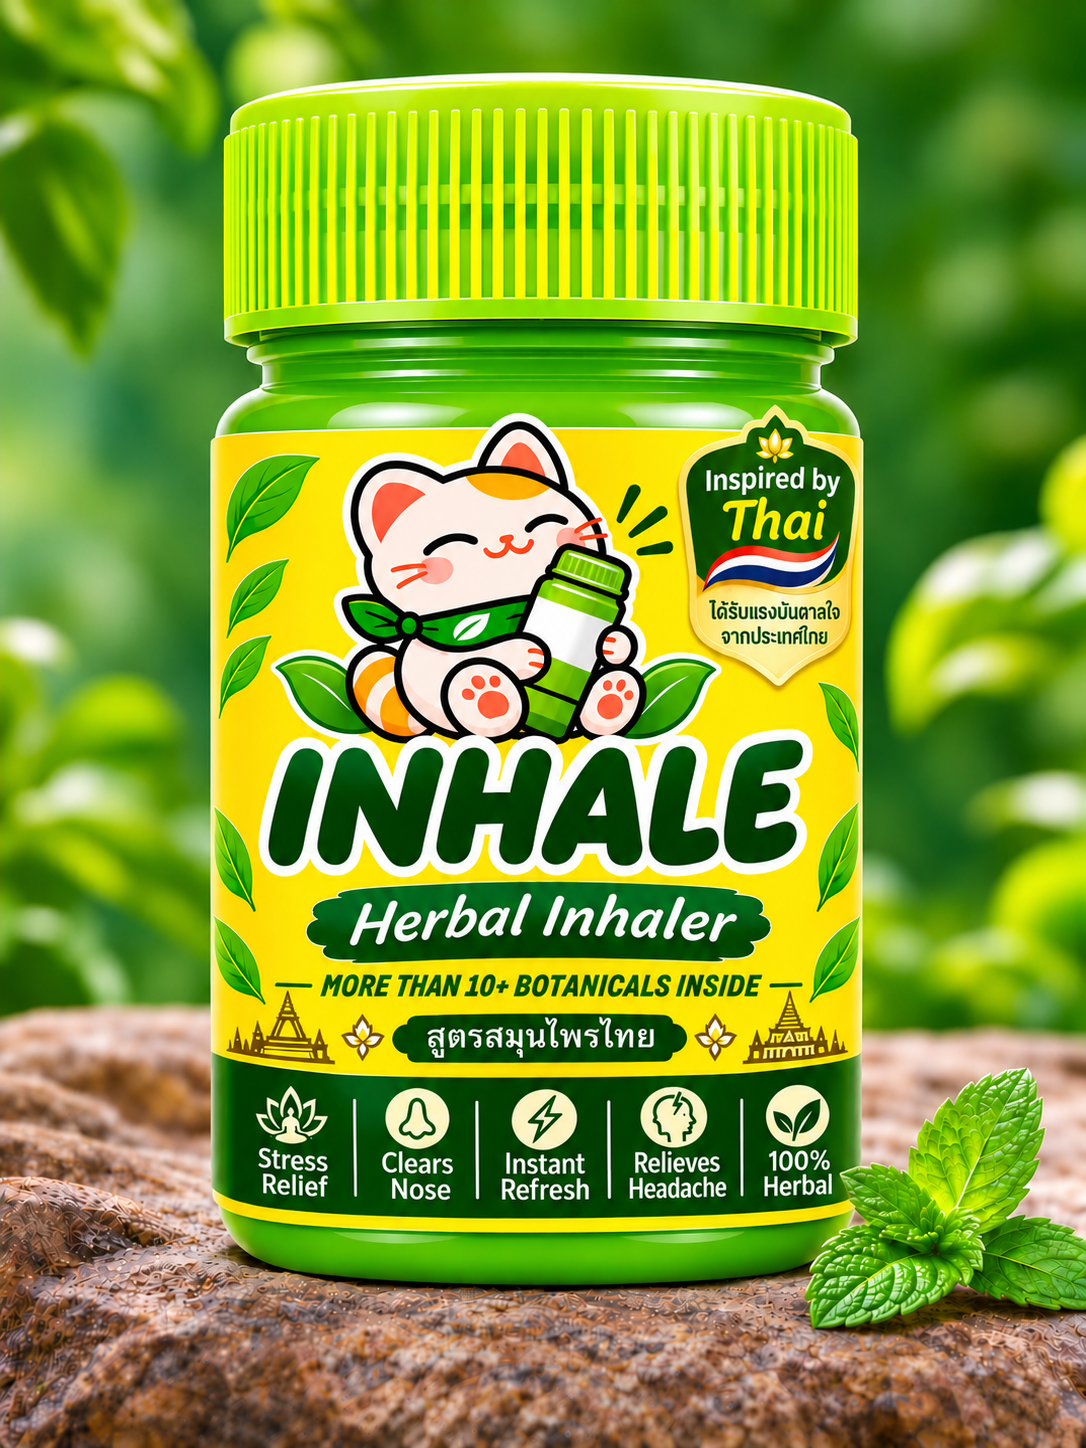 Inspired by
Thai
ได้รับแรงบันดาลใจ
จากประเทศไทย
INHALE
Herbal Inhaler
MORE THAN 10+ BOTANICALS INSIDE
สูตรสมุนไพรไทย
Stress
Relief
Clears
Nose
Instant
Refresh
Relieves
Headache
100%
Herbal